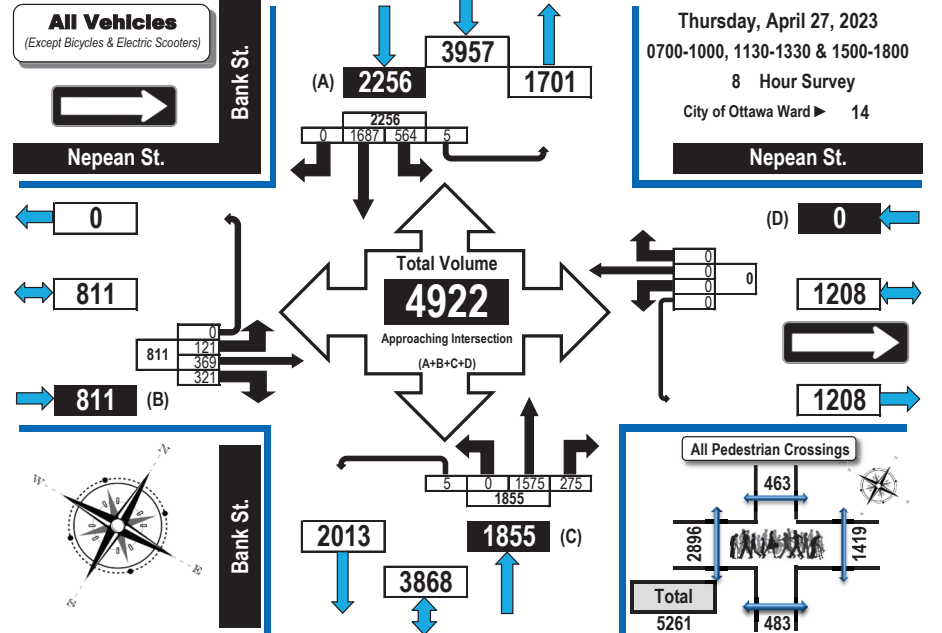 All Vehicles
(Except Bicycles & Electric Scooters)
Bank St.
Nepean St.
3957
(A) 2256
1701
2256
0 1687 564 5
Thursday, April 27, 2023
0700-1000, 1130-1330 & 1500-1800
8 Hour Survey
City of Ottawa Ward ► 14
Nepean St.
0
811
811
0
121
369
321
811 (B)
Total Volume
4922
Approaching Intersection
(A+B+C+D)
(D) 0
0
0
0
0
0
1208
1208
N
W
E
S
Bank St.
5 0 1575 275
1855
2013
1855 (C)
3868
All Pedestrian Crossings
463
2896
1419
Total
5261
483